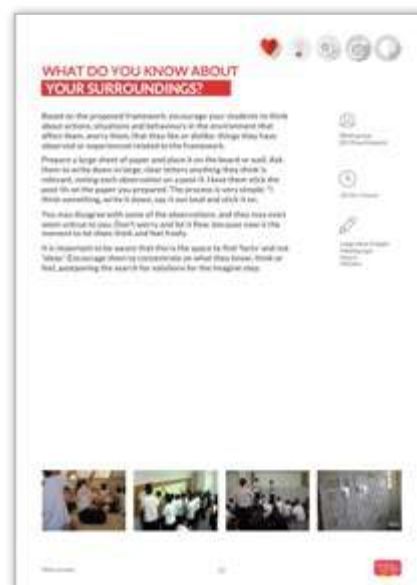 WHAT DO YOU KNOW ABOUT
YOUR SURROUNDINGS?
Based on the proposed framework, encourage your students to think
about actions, situations and behaviours in the environment that
affect them, worry them, that they like or dislike; things they have
observed or experienced related to the framework.
Prepare a large sheet of paper and place it on the board or wall. Ask
them to write down in large, clear letters anything they think is
relevant, noting each observation on a post-it. Have them stick the
post-its on the paper you prepared. The process is very simple: "I
think something, write it down, say it out loud and stick it on.
You may disagree with some of the observations, and they may even
seem untrue to you. Don't worry and let it flow, because now is the
moment to let them think and feel freely.
It is important to be aware that this is the space to find 'facts' and not
'ideas'. Encourage them to concentrate on what they know, think or
feel, postponing the search for solutions for the Imagine step.